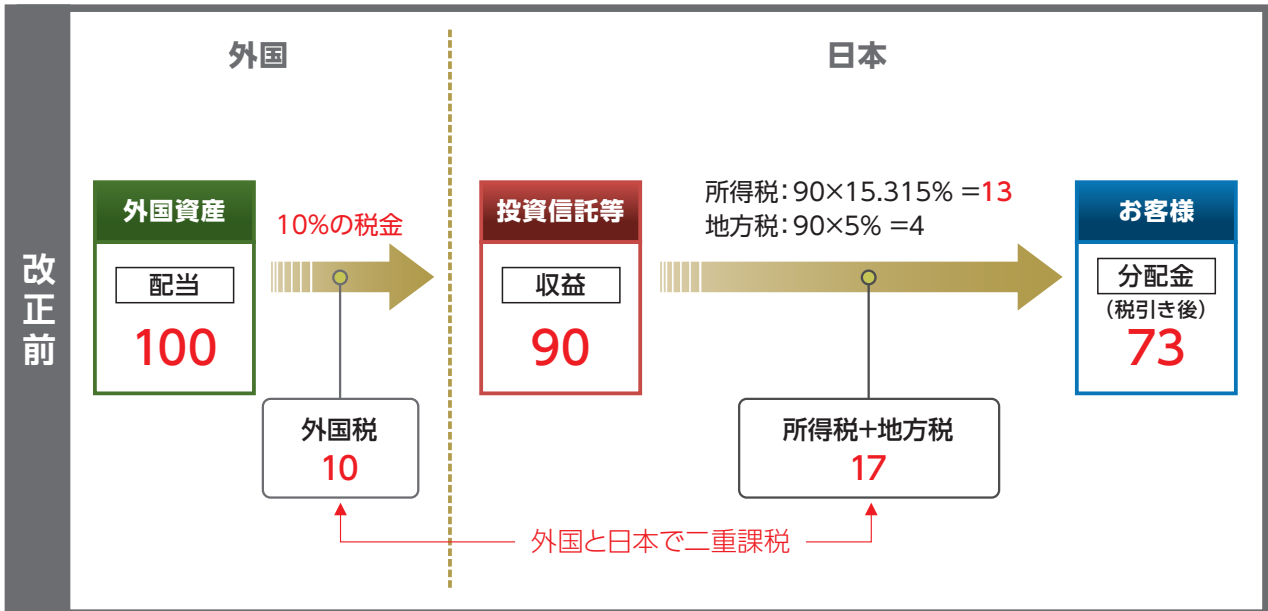 改正前
外国
日本
外国資産
配当
100
10%の税金
外国税
10
投資信託等
収益
90
所得税：90×15.315% =13
地方税：90×5% =4
所得税+地方税
17
お客様
分配金
(税引き後)
73
外国と日本で二重課税